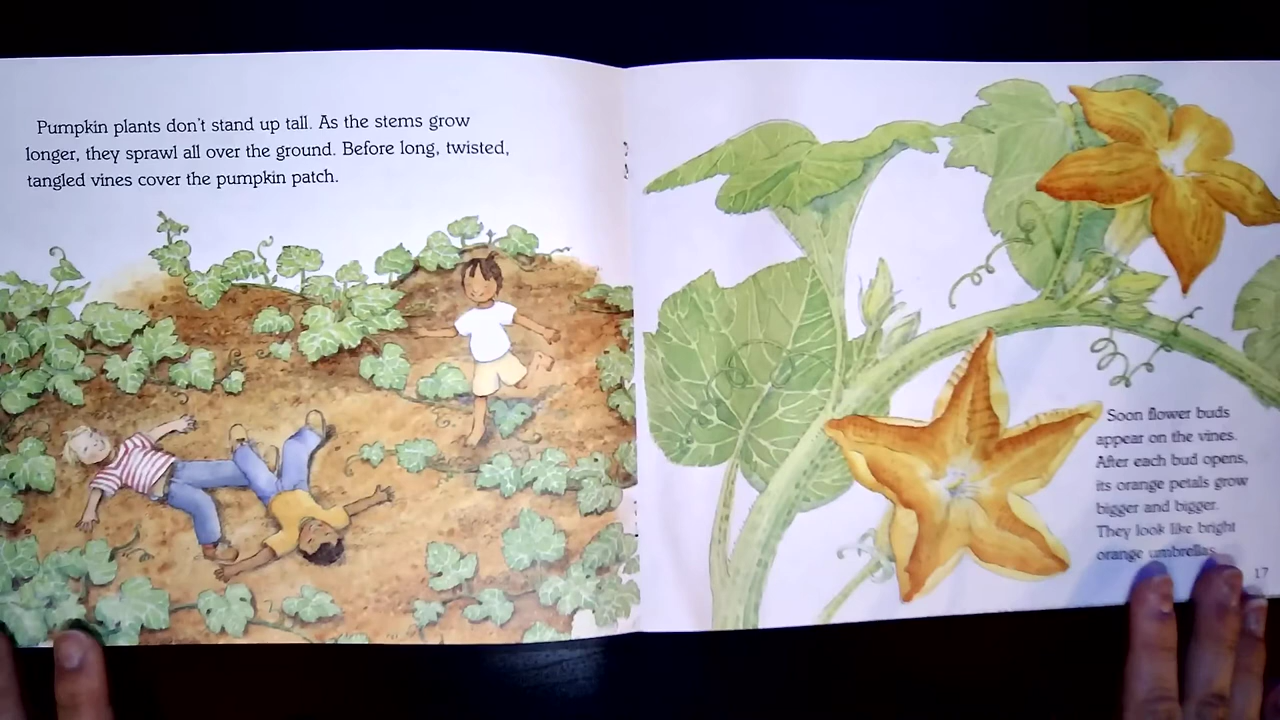 Pumpkin plants don't stand up tall. As the stems grow
longer, they sprawl all over the ground. Before long, twisted,
tangled vines cover the pumpkin patch.
Soon flower buds
appear on the vines.
After each bud opens,
its orange petals grow
bigger and bigger.
They look like bright
orange umbrellas.
17